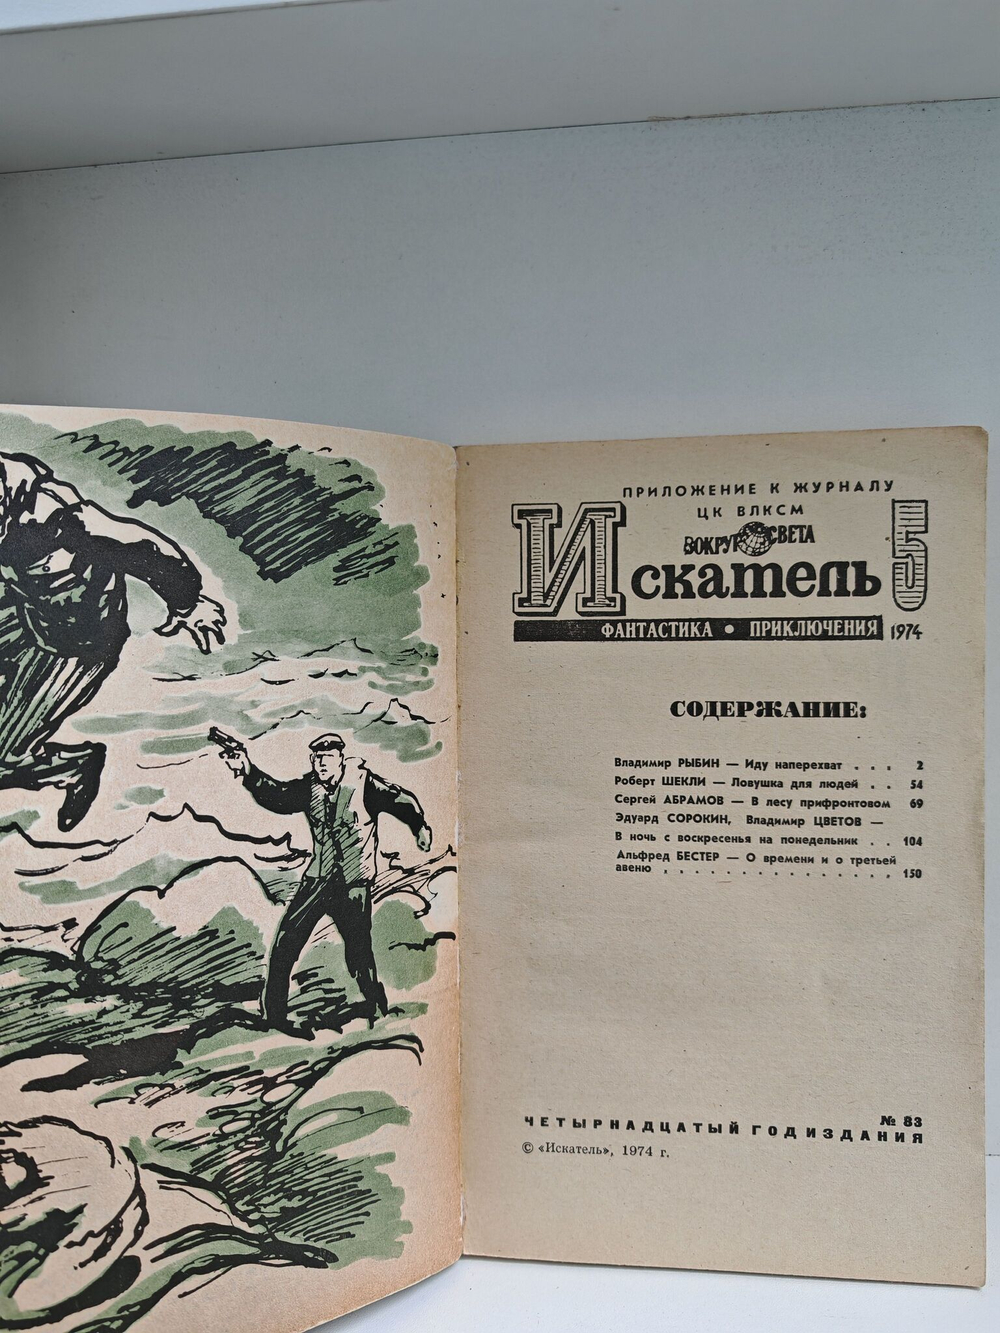 ПРИЛОЖЕНИЕ К ЖУРНАЛУ
ЦК ВЛКСМ
ВОКРУГ СВЕТА
Искатель 5
ФАНТАСТИКА • ПРИКЛЮЧЕНИЯ 1974
СОДЕРЖАНИЕ:
Владимир РЫБИН — Иду наперехват . . . 2
Роберт ШЕКЛИ — Ловушка для людей . . 54
Сергей АБРАМОВ — В лесу прифронтовом 69
Эдуард СОРОКИН, Владимир ЦВЕТОВ —
В ночь с воскресенья на понедельник . . 104
Альфред БЕСТЕР — О времени и о третьей
авеню . . . . . . . . . . . . . . . 150
№ 83
ЧЕТЫРНАДЦАТЫЙ ГОД ИЗДАНИЯ
© «Искатель», 1974 г.